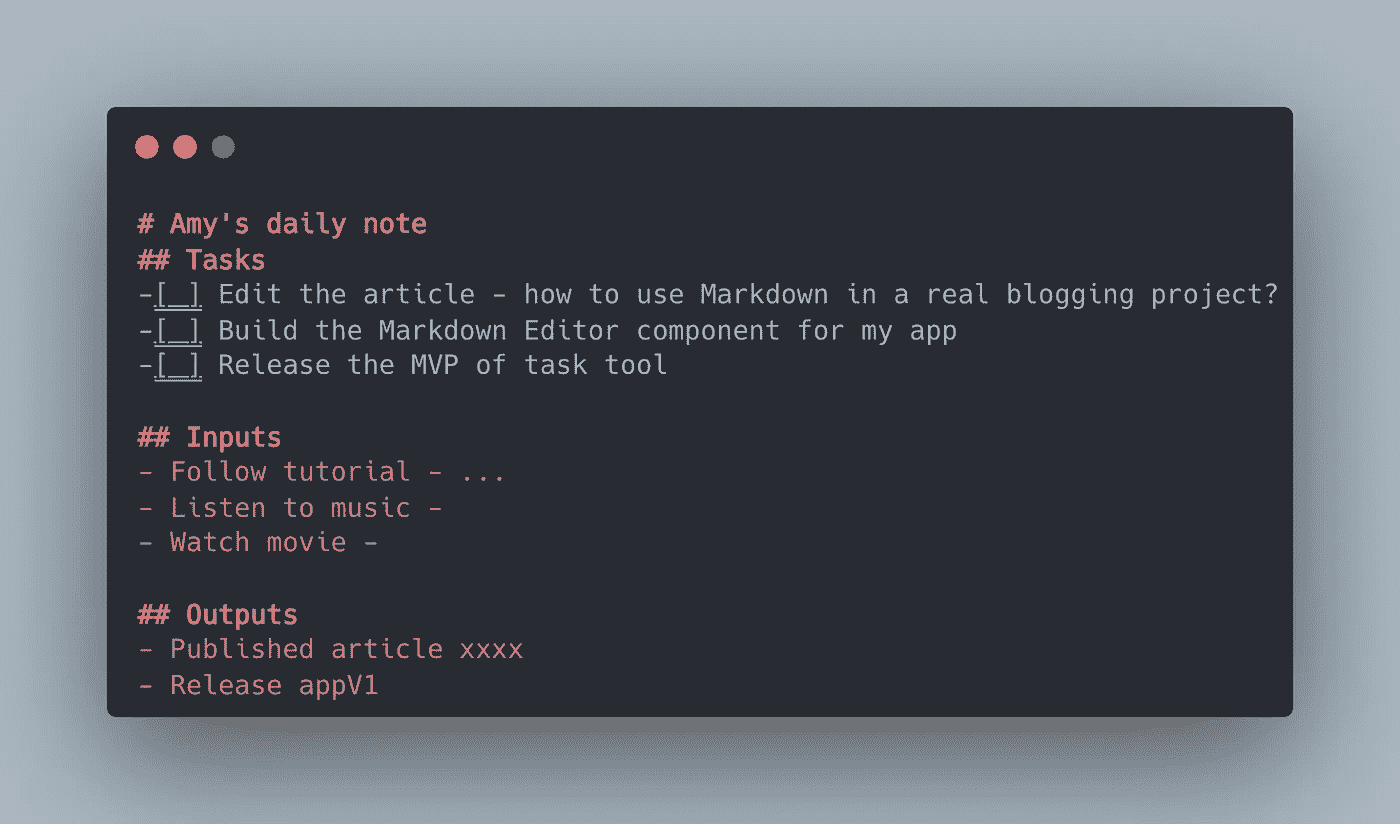 # Amy's daily note
## Tasks
-[_] Edit the article - how to use Markdown in a real blogging project?
-[_] Build the Markdown Editor component for my app
-[_] Release the MVP of task tool
## Inputs
- Follow tutorial - ...
- Listen to music -
- Watch movie -
## Outputs
- Published article xxxx
- Release appV1